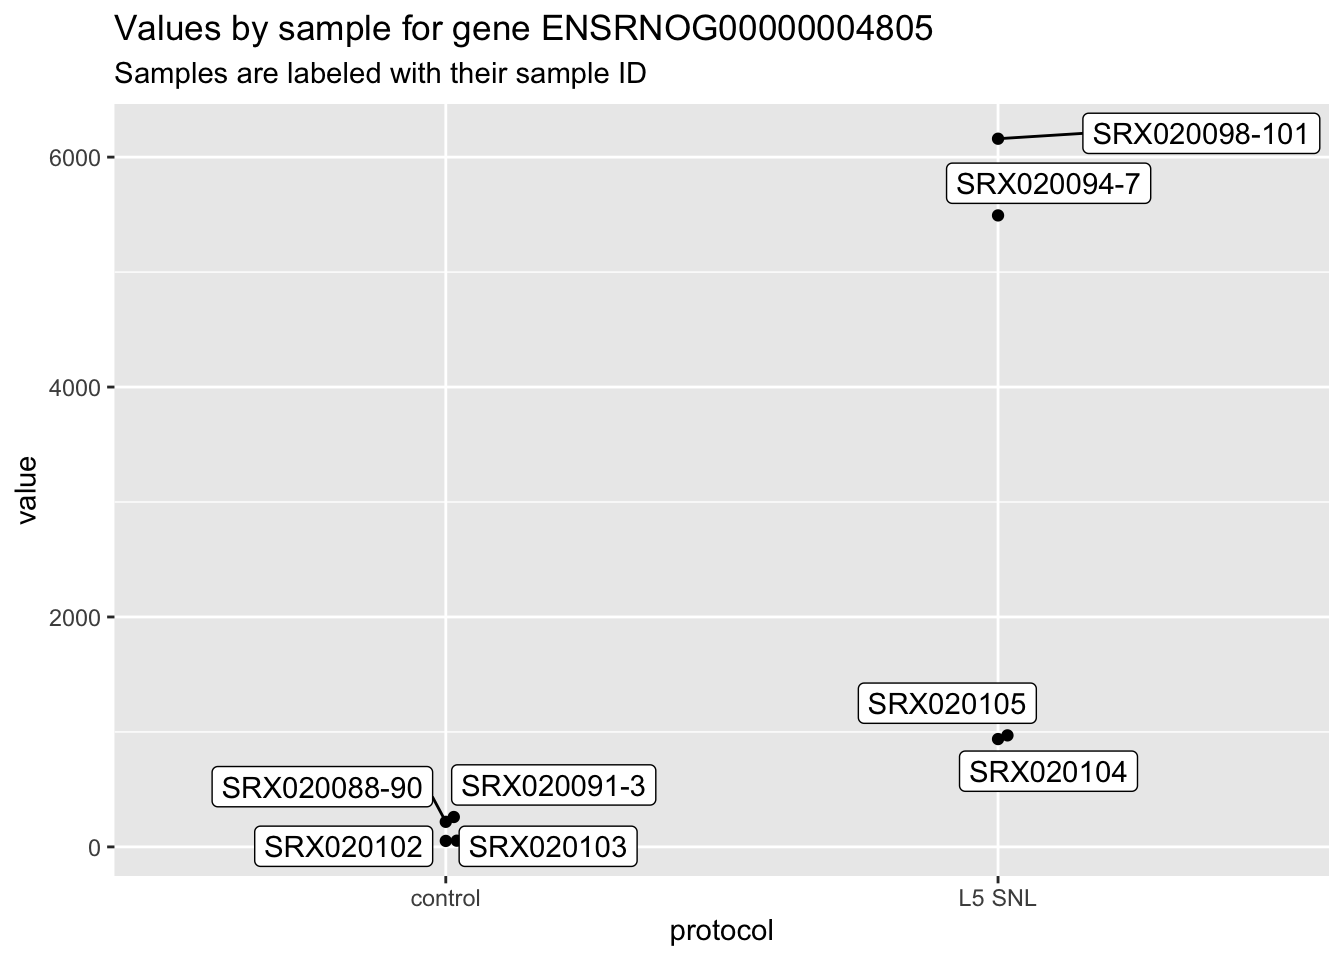 Values by sample for gene ENSRNOG00000004805
Samples are labeled with their sample ID
6000
4000
2000
0
value
SRX020098-101
SRX020094-7
SRX020105
SRX020104
SRX020088-90
SRX020091-3
SRX020102
SRX020103
control
L5 SNL
protocol